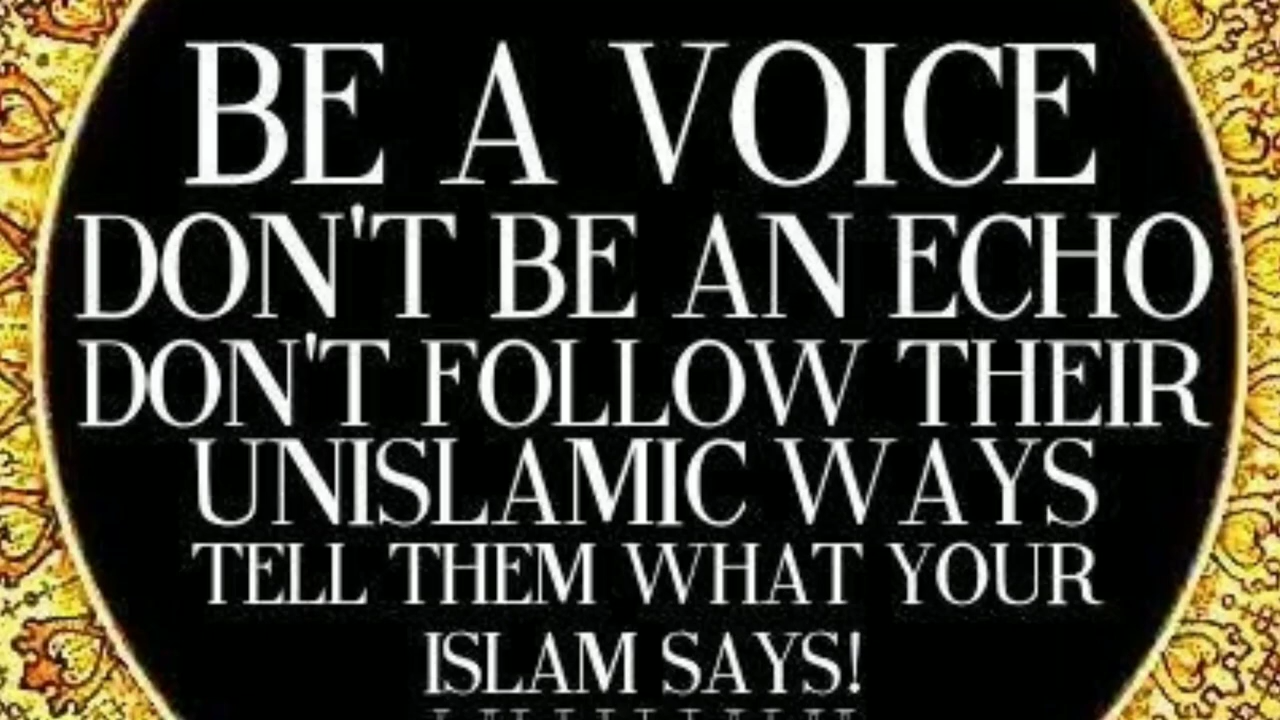 BE A VOICE
DON'T BE AN ECHO
DON'T FOLLOW THEIR
UNISLAMIC WAYS
TELL THEM WHAT YOUR
ISLAM SAYS!